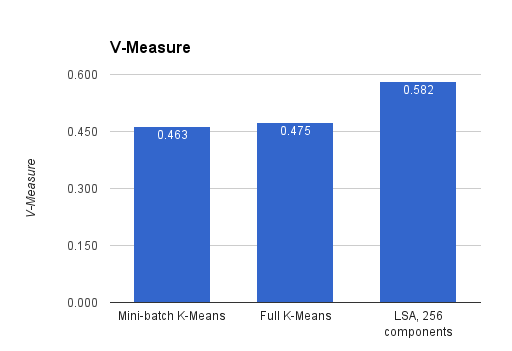 V-Measure
0.600
0.450
0.300
0.150
0.000
V-Measure
0.463
0.475
0.582
Mini-batch K-Means
Full K-Means
LSA, 256
components